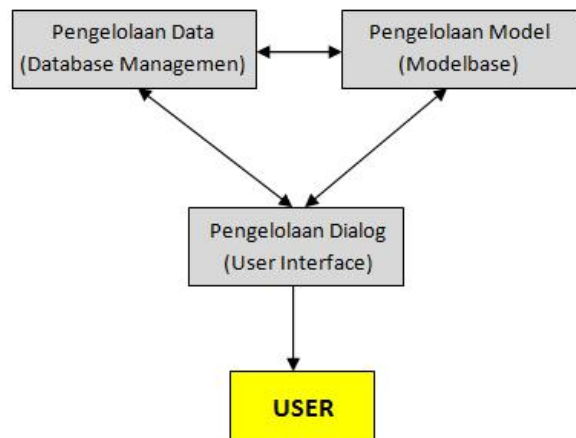 Pengelolaan Data
(Database Managemen)
Pengelolaan Model
(Modelbase)
Pengelolaan Dialog
(User Interface)
USER